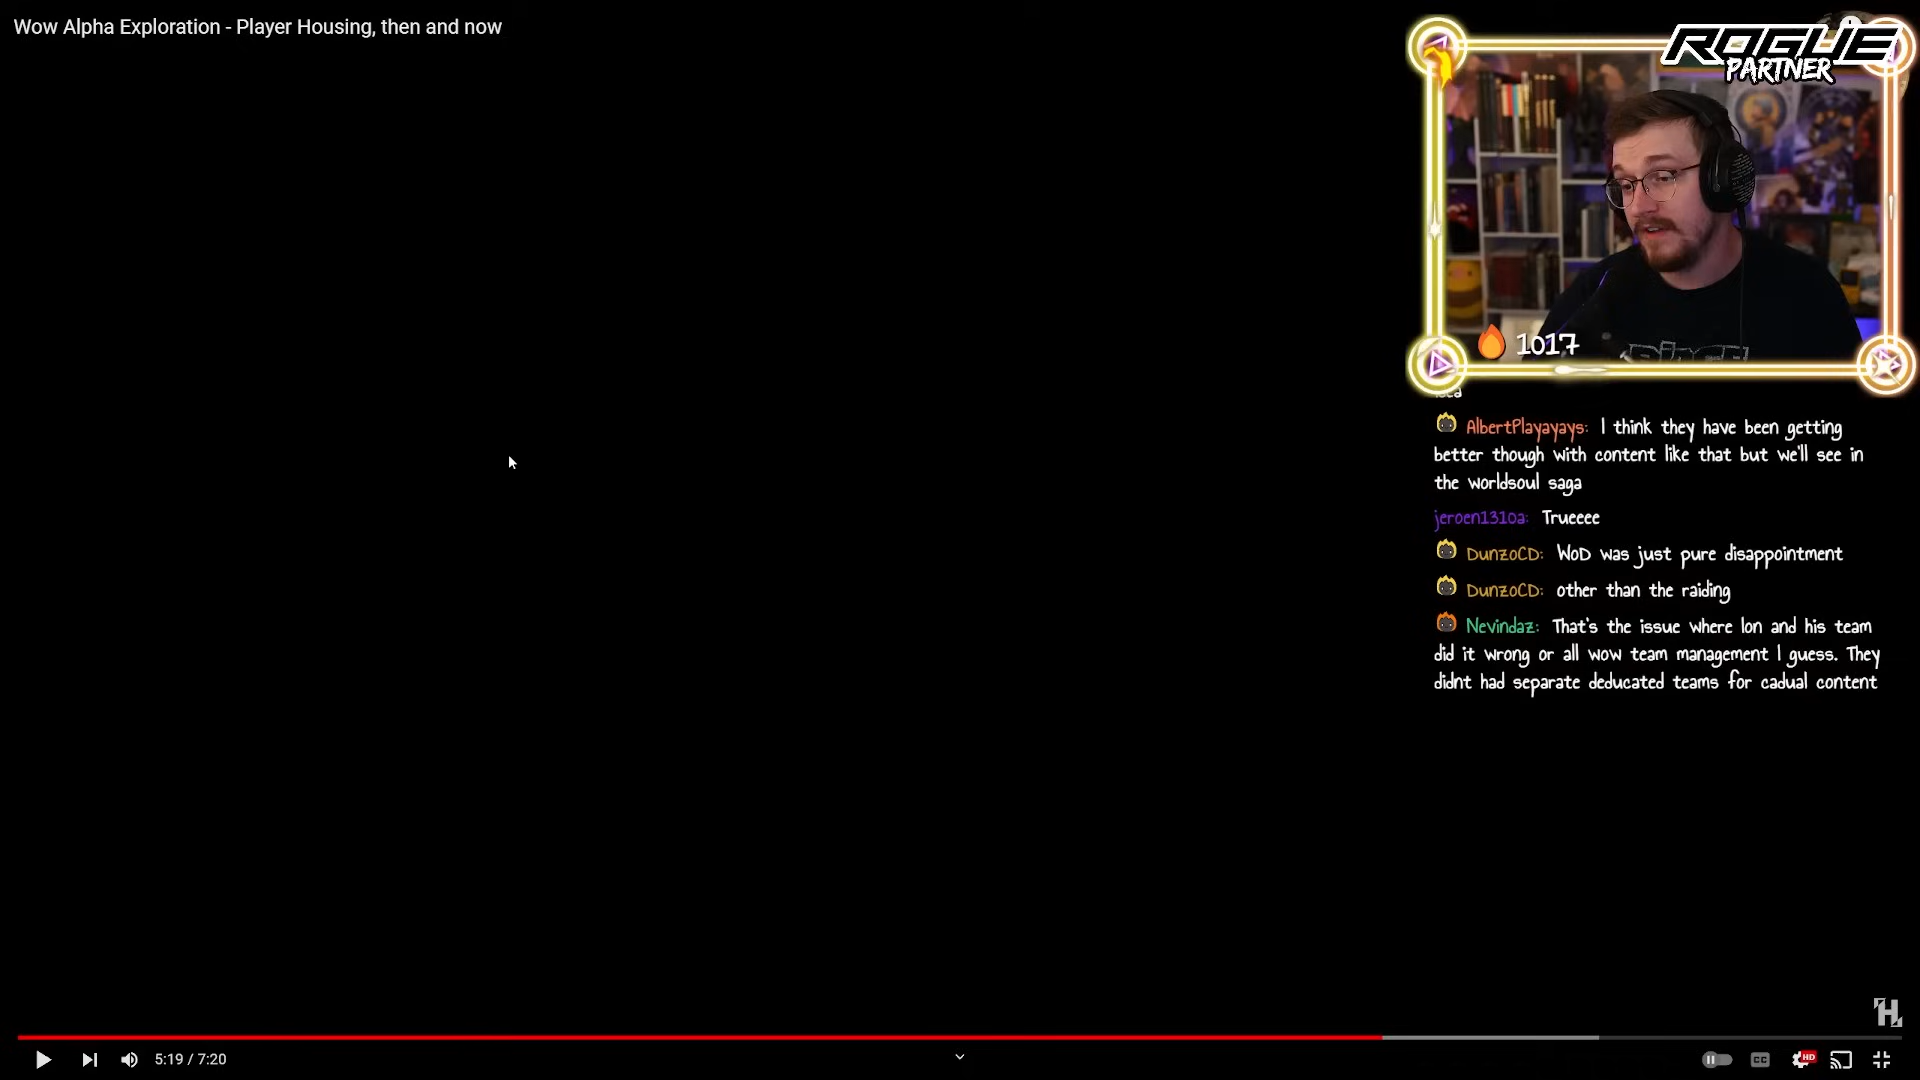 Wow Alpha Exploration - Player Housing, then and now
ROGUE
PARTNER
1017
AlbertPlayayays: I think they have been getting
better though with content like that but we'll see in
the worldsoul saga
jeroen1310a: Trueeee
DunzoCD: WoD was just pure disappointment
DunzoCD: other than the raiding
Nevindaz: That's the issue where Ion and his team
did it wrong or all wow team management I guess. They
didnt had separate deducated teams for cadual content
5:19 / 7:20
CC
HD